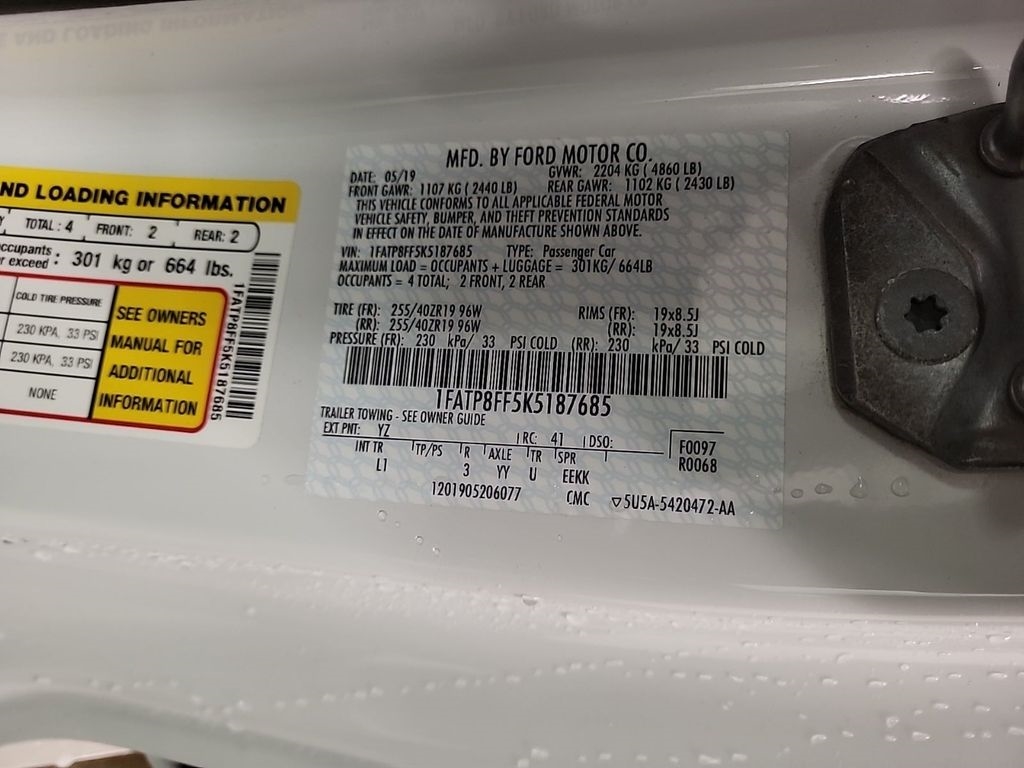 ND LOADING INFORMATION
TOTAL : 4 FRONT: 2 REAR: 2
ccupants
r exceed : 301 kg or 664 lbs.
COLD TIRE PRESSURE
230 KPA, 33 PSI
230 KPA, 33 PSI
NONE
SEE OWNERS
MANUAL FOR
ADDITIONAL
INFORMATION
1FATP8FF5K5187685
MFD. BY FORD MOTOR CO.
DATE: 05/19 GVWR: 2204 KG ( 4860 LB)
FRONT GAWR: 1107 KG ( 2440 LB) REAR GAWR: 1102 KG ( 2430 LB)
THIS VEHICLE CONFORMS TO ALL APPLICABLE FEDERAL MOTOR
VEHICLE SAFETY, BUMPER, AND THEFT PREVENTION STANDARDS
IN EFFECT ON THE DATE OF MANUFACTURE SHOWN ABOVE.
VIN: 1FATP8FF5K5187685 TYPE: Passenger Car
MAXIMUM LOAD = OCCUPANTS + LUGGAGE = 301KG/ 664LB
OCCUPANTS = 4 TOTAL; 2 FRONT, 2 REAR
TIRE (FR): 255/40ZR19 96W RIMS (FR): 19x8.5J
(RR): 255/40ZR19 96W (RR): 19x8.5J
PRESSURE (FR): 230 kPa/ 33 PSI COLD (RR): 230 kPa/ 33 PSI COLD
1FATP8FF5K5187685
TRAILER TOWING - SEE OWNER GUIDE
EXT PNT: YZ RC: 41 DSO: F0097
INT TR TP/PS R AXLE TR SPR R0068
L1 3 YY U EEKK
1201905206077 CMC ▽5U5A-5420472-AA